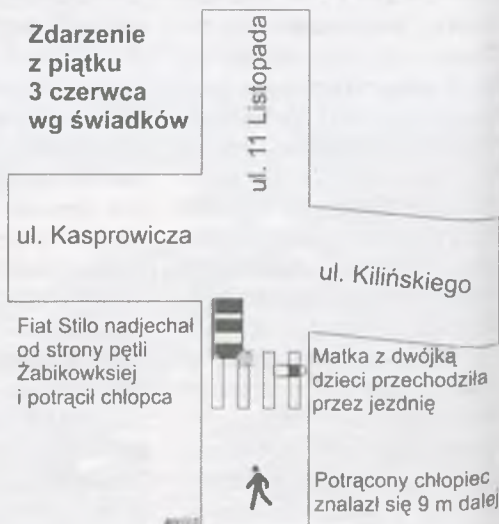 Zdarzenie
z piątku
3 czerwca
wg świadków
ul. 11 Listopada
ul. Kasprowicza
ul. Kilińskiego
Fiat Stilo nadjechał
od strony pętli
Żabikowksiej
i potrącił chłopca
Matka z dwójką
dzieci przechodziła
przez jezdnię
Potrącony chłopiec
znalazł się 9 m dalej